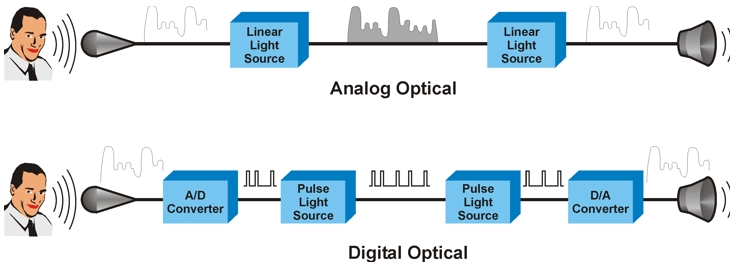 Linear
Light
Source
Linear
Light
Source
Analog Optical
A/D
Converter
Pulse
Light
Source
Pulse
Light
Source
D/A
Converter
Digital Optical